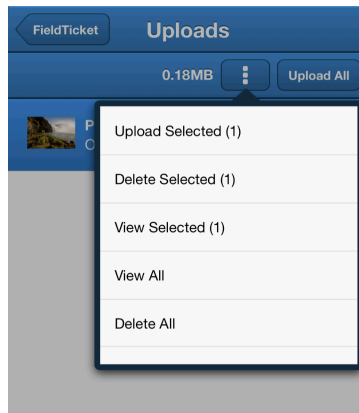 FieldTicket
Uploads
0.18MB
Upload All
P
O
Upload Selected (1)
Delete Selected (1)
View Selected (1)
View All
Delete All